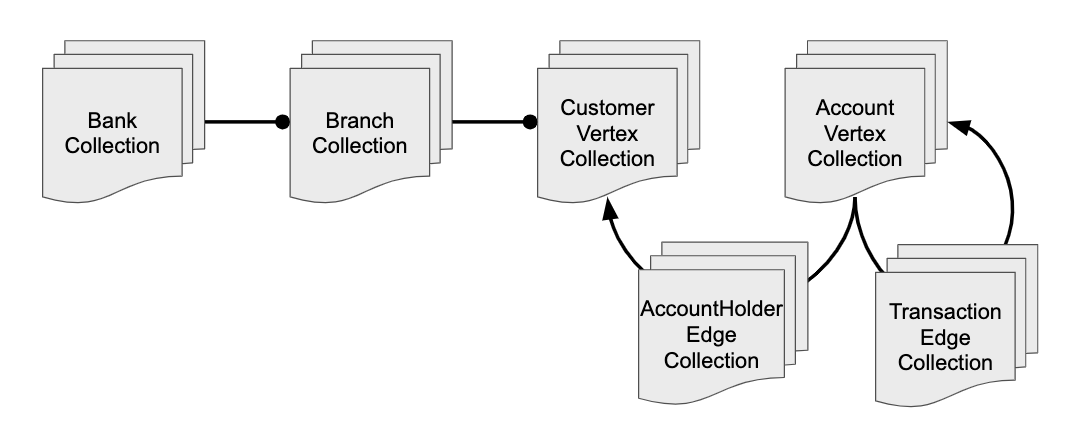 Bank
Collection
Branch
Collection
Customer
Vertex
Collection
Account
Vertex
Collection
AccountHolder
Edge
Collection
Transaction
Edge
Collection